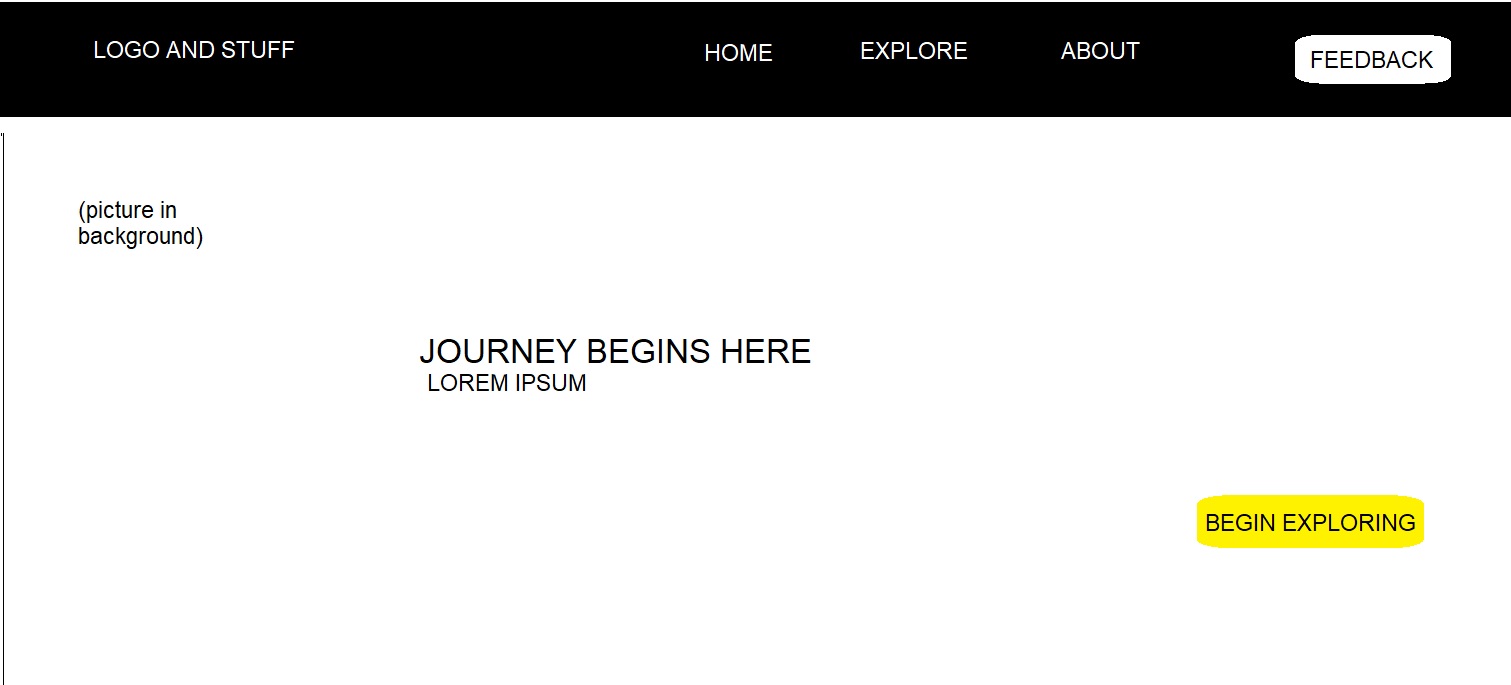 LOGO AND STUFF
HOME
EXPLORE
ABOUT
FEEDBACK
(picture in
background)
JOURNEY BEGINS HERE
LOREM IPSUM
BEGIN EXPLORING